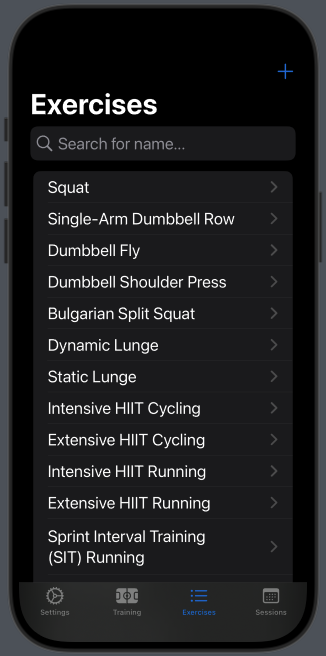 Exercises
Search for name...
Squat
Single-Arm Dumbbell Row
Dumbbell Fly
Dumbbell Shoulder Press
Bulgarian Split Squat
Dynamic Lunge
Static Lunge
Intensive HIIT Cycling
Extensive HIIT Cycling
Intensive HIIT Running
Extensive HIIT Running
Sprint Interval Training
(SIT) Running
Settings
Training
Exercises
Sessions